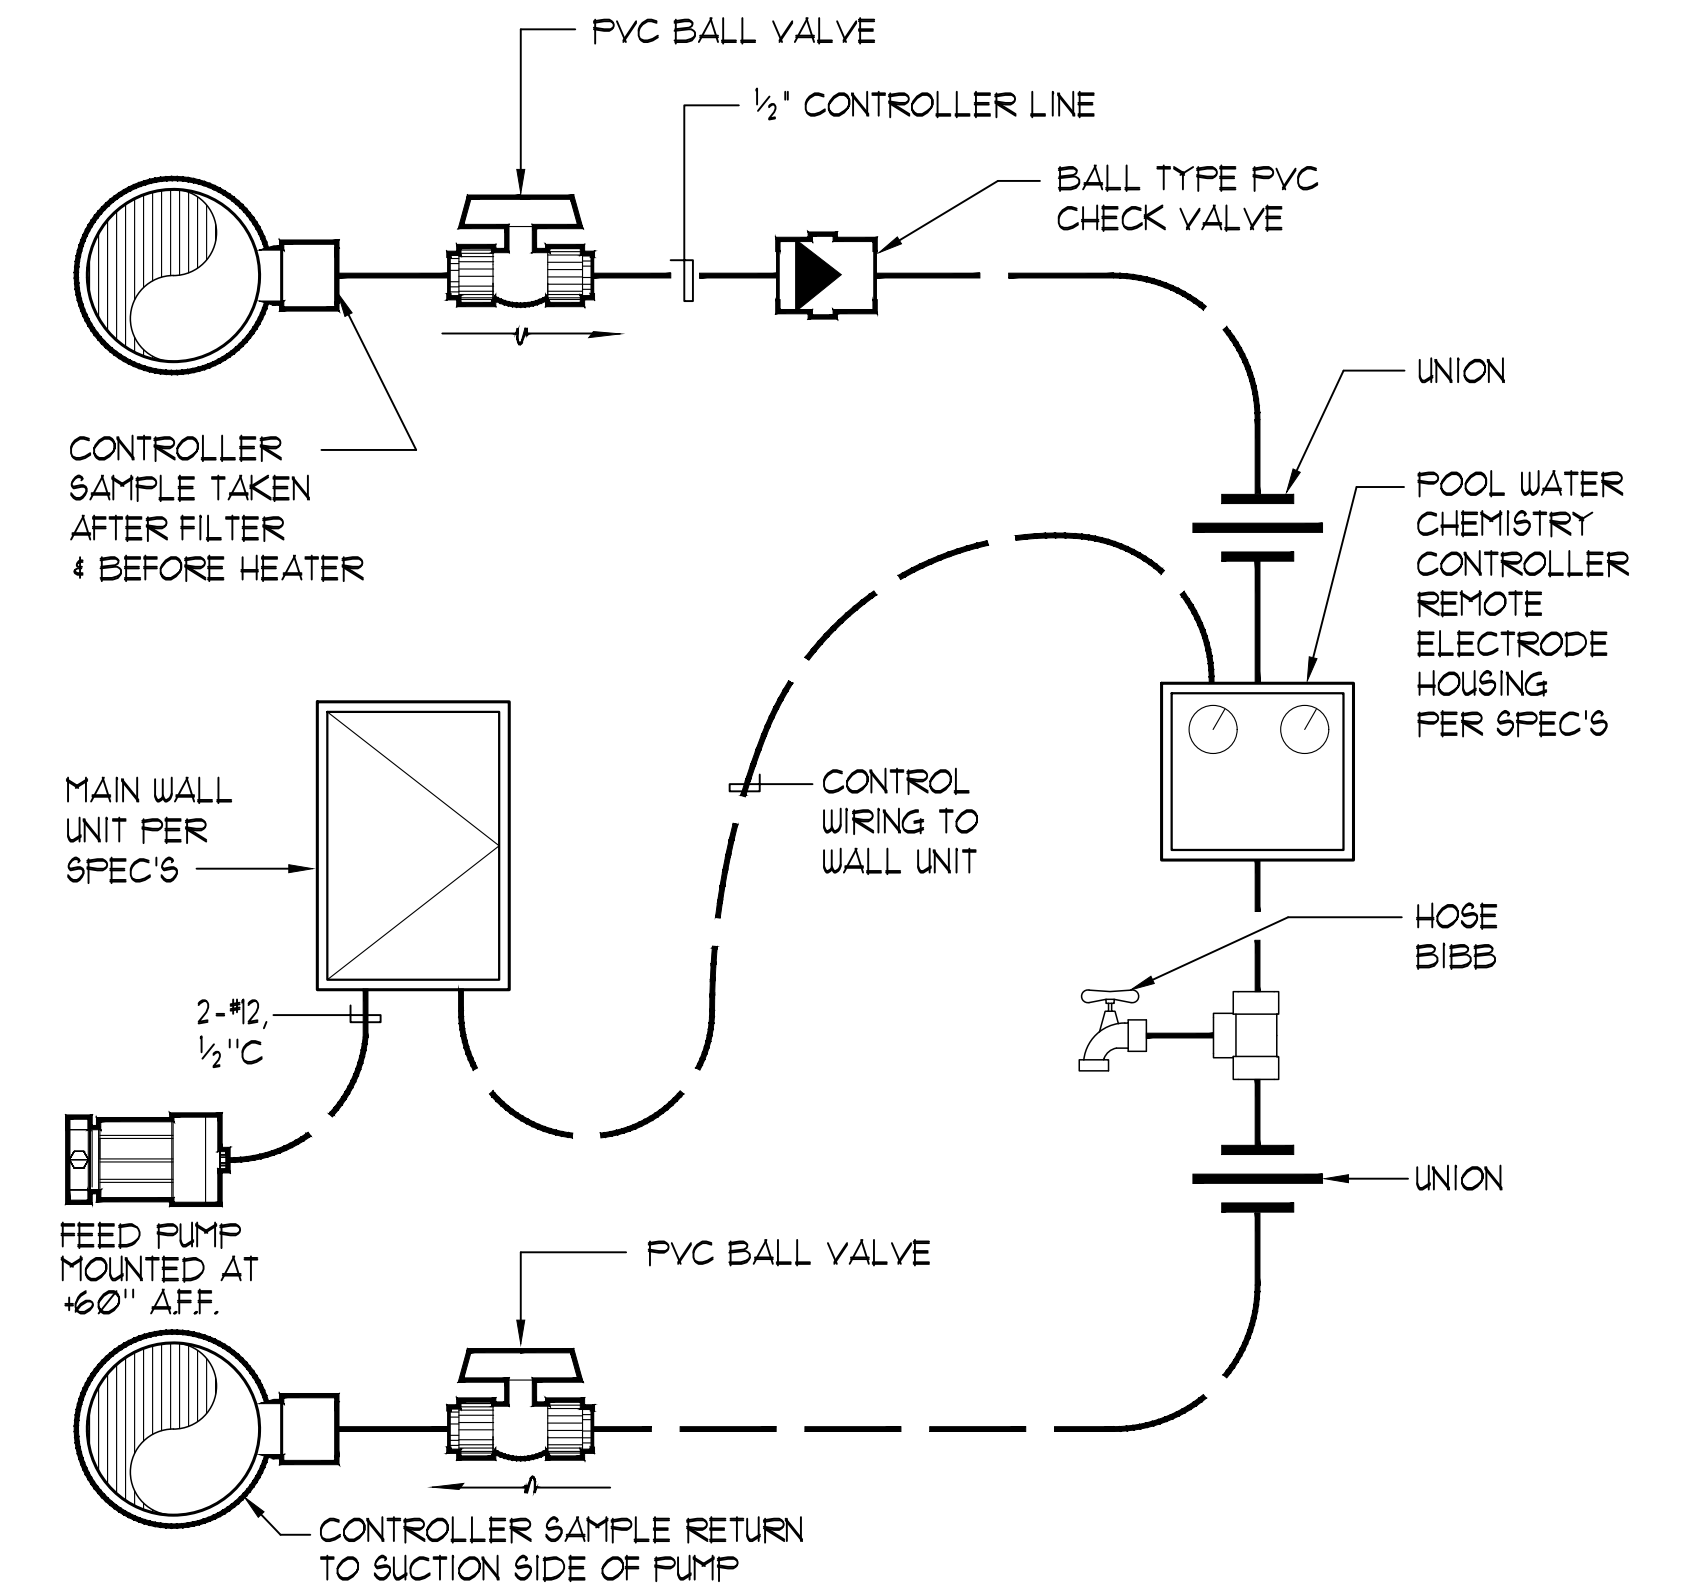 PVC BALL VALVE
½" CONTROLLER LINE
BALL TYPE PVC
CHECK VALVE
UNION
CONTROLLER
SAMPLE TAKEN
AFTER FILTER
& BEFORE HEATER
POOL WATER
CHEMISTRY
CONTROLLER
REMOTE
ELECTRODE
HOUSING
PER SPEC'S
MAIN WALL
UNIT PER
SPEC'S
CONTROL
WIRING TO
WALL UNIT
HOSE
BIBB
2-#12,
½"C
UNION
FEED PUMP
MOUNTED AT
+60" A.F.F.
PVC BALL VALVE
CONTROLLER SAMPLE RETURN
TO SUCTION SIDE OF PUMP